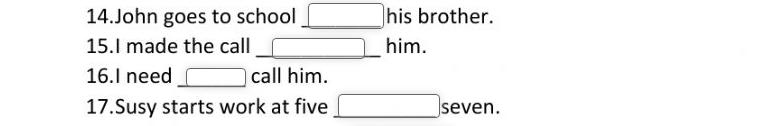 14.John goes to school ______ his brother.
15.I made the call ______ him.
16.I need ______ call him.
17.Susy starts work at five ______ seven.